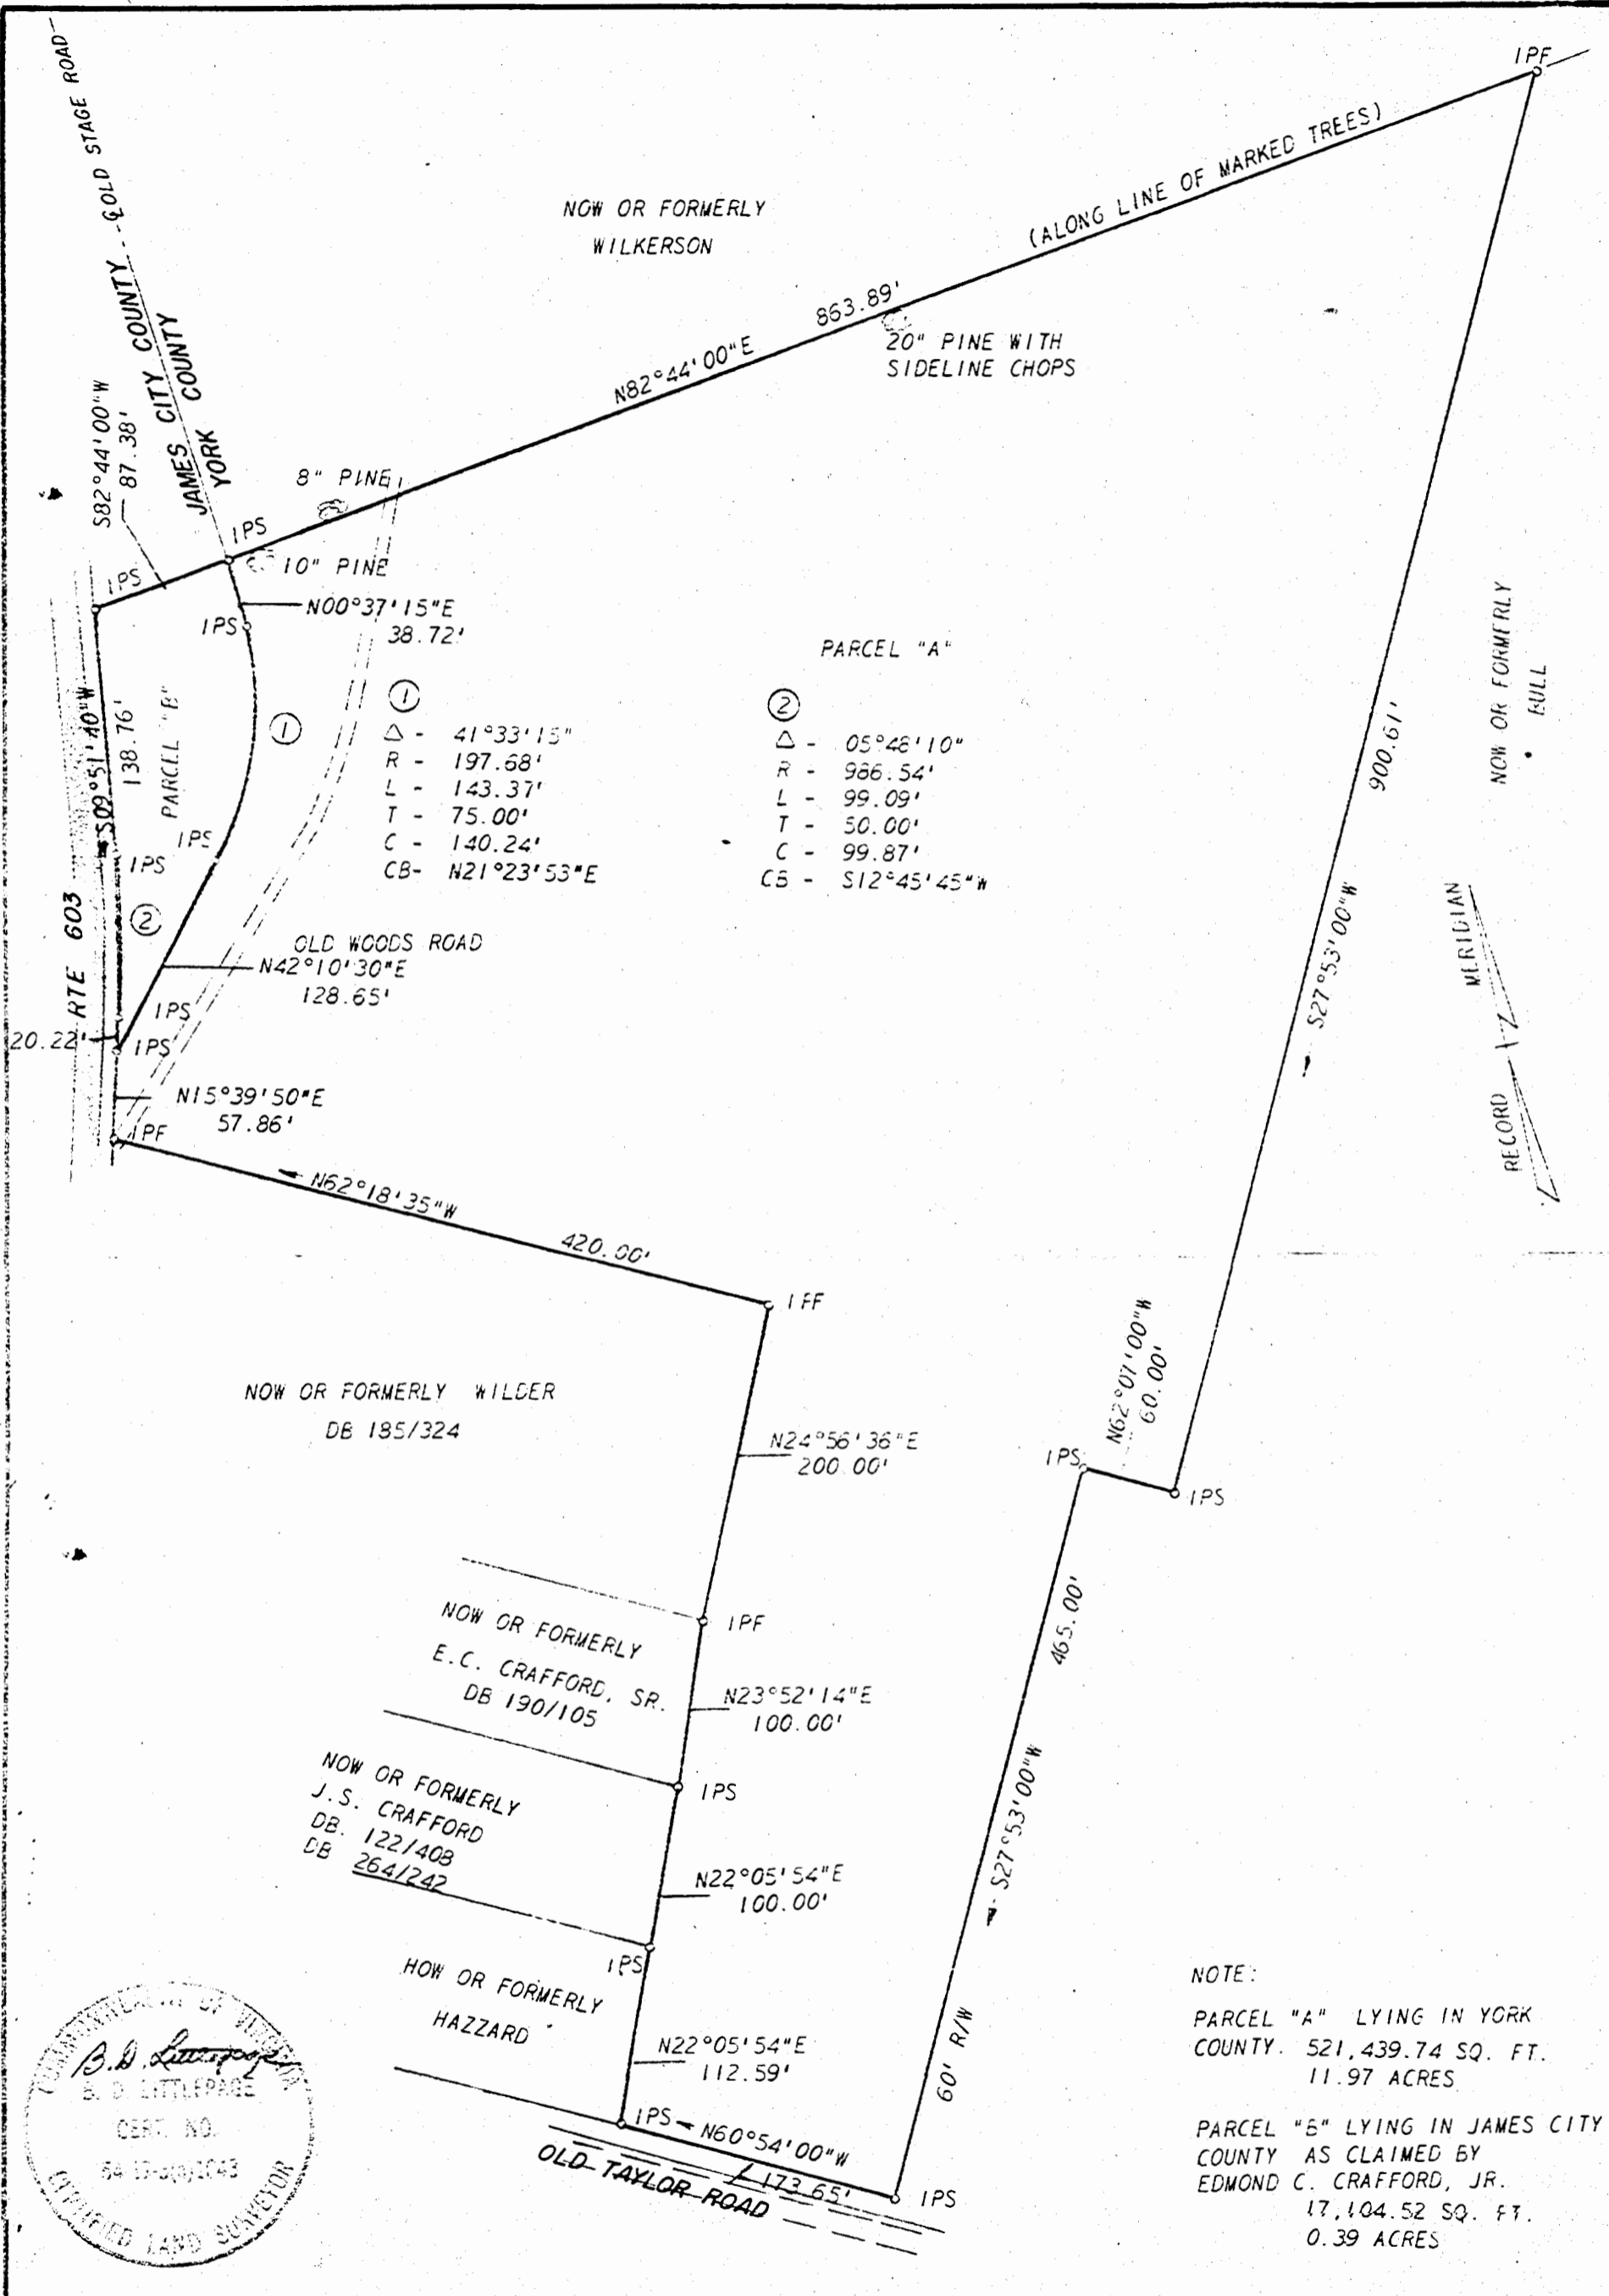 IPF
OLD STAGE ROAD
JAMES CITY COUNTY
YORK COUNTY
NOW OR FORMERLY
WILKERSON
(ALONG LINE OF MARKED TREES)
863.89'
N82°44'00"E
20" PINE WITH
SIDELINE CHOPS
S82°44'00"W
87.38'
8" PINE
IPS
10" PINE
IPS
N00°37'15"E
38.72'
IPS
PARCEL "A"
S09°51'40"W
138.76'
PARCEL "B"
1
1
Δ - 41°33'15"
R - 197.68'
L - 143.37'
T - 75.00'
C - 140.24'
CB- N21°23'53"E
2
Δ - 05°48'10"
R - 986.54'
L - 99.09'
T - 50.00'
C - 99.87'
CB - S12°45'45"W
NOW OR FORMERLY
BULL
900.61'
S27°53'00"W
IPS
IPS
RTE 603
2
OLD WOODS ROAD
N42°10'30"E
128.65'
IPS
20.22'
IPS
N15°39'50"E
57.86'
IPF
RECORD MERIDIAN
N62°18'35"W
420.00'
IPF
NOW OR FORMERLY WILDER
DB 185/324
N24°56'36"E
200.00'
N62°07'00"W
60.00'
IPS
IPS
NOW OR FORMERLY
E.C. CRAFFORD, SR.
DB 190/105
IPF
465.00'
N23°52'14"E
100.00'
S27°53'00"W
NOW OR FORMERLY
J.S. CRAFFORD
DB. 122/408
DB 264/242
IPS
N22°05'54"E
100.00'
IPS
HOW OR FORMERLY
HAZZARD
N22°05'54"E
112.59'
60' R/W
IPS
N60°54'00"W
173.65'
OLD TAYLOR ROAD
IPS
NOTE:
PARCEL "A" LYING IN YORK
COUNTY. 521,439.74 SQ. FT.
11.97 ACRES
PARCEL "B" LYING IN JAMES CITY
COUNTY AS CLAIMED BY
EDMOND C. CRAFFORD, JR.
17,104.52 SQ. FT.
0.39 ACRES
COMMONWEALTH OF VIRGINIA
B. D. LITTLEPAGE
CERT. NO.
CERTIFIED LAND SURVEYOR